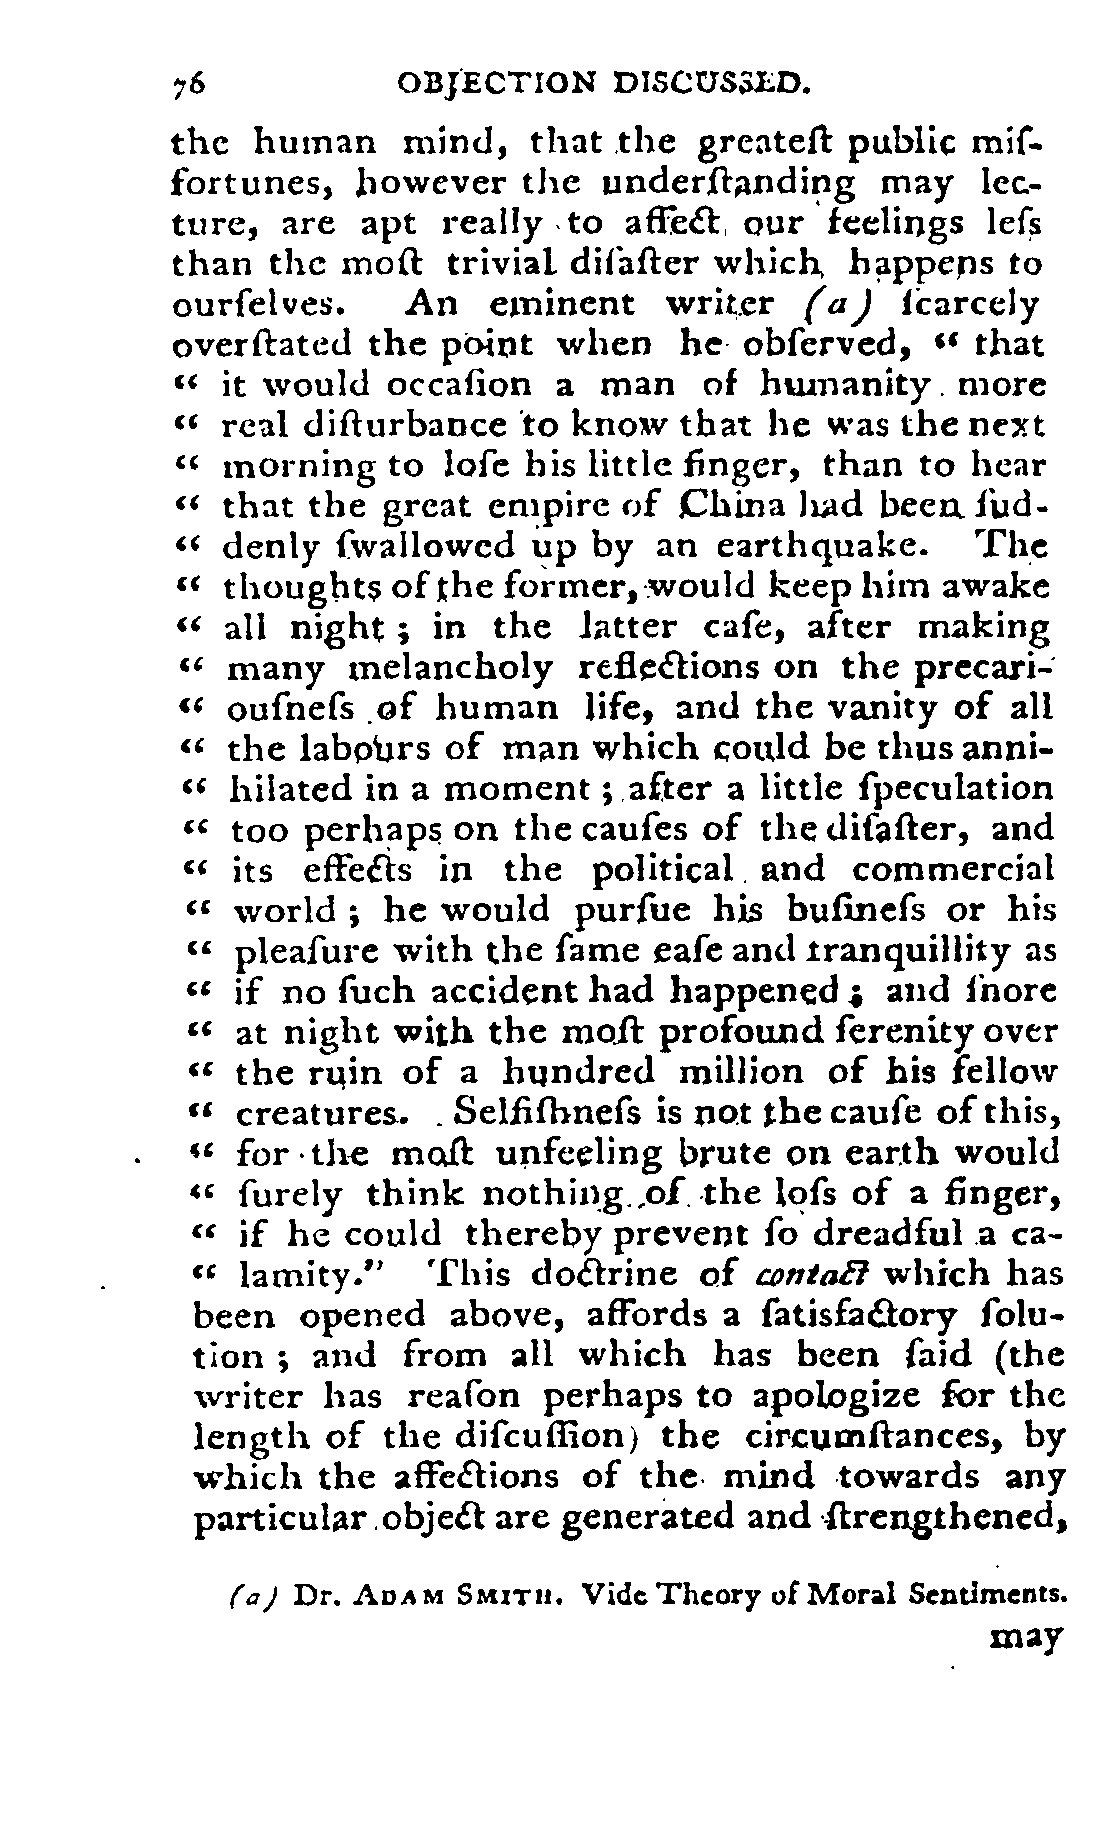 76 OBJECTION DISCUSSED.
the human mind, that the greateſt public miſ-
fortunes, however the underſtanding may lec-
ture, are apt really to affect our feelings leſs
than the moſt trivial diſaſter which happens to
ourſelves. An eminent writer (a) ſcarcely
overſtated the point when he obſerved, “ that
“ it would occaſion a man of humanity more
“ real diſturbance to know that he was the next
“ morning to loſe his little finger, than to hear
“ that the great empire of China had been ſud-
“ denly ſwallowed up by an earthquake. The
“ thoughts of the former, would keep him awake
“ all night ; in the latter caſe, after making
“ many melancholy reflections on the precari-
“ ouſneſs of human life, and the vanity of all
“ the labours of man which could be thus anni-
“ hilated in a moment ; after a little ſpeculation
“ too perhaps on the cauſes of the diſaſter, and
“ its effects in the political and commercial
“ world ; he would purſue his buſineſs or his
“ pleaſure with the ſame eaſe and tranquillity as
“ if no ſuch accident had happened ; and ſnore
“ at night with the moſt profound ſerenity over
“ the ruin of a hundred million of his fellow
“ creatures. Selfiſhneſs is not the cauſe of this,
“ for the moſt unfeeling brute on earth would
“ ſurely think nothing of the loſs of a finger,
“ if he could thereby prevent ſo dreadful a ca-
“ lamity.” This doctrine of contact which has
been opened above, affords a ſatisfactory ſolu-
tion ; and from all which has been ſaid (the
writer has reaſon perhaps to apologize for the
length of the diſcuſſion) the circumſtances, by
which the affections of the mind towards any
particular object are generated and ſtrengthened,
(a) Dr. ADAM SMITH. Vide Theory of Moral Sentiments.
may